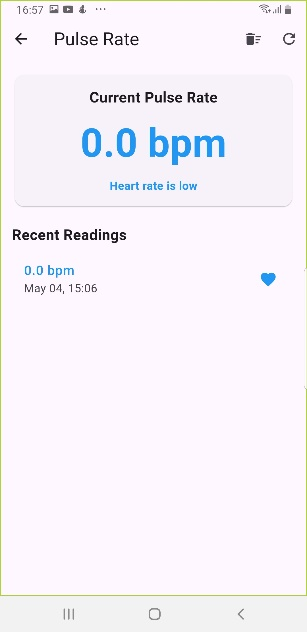 16:57
Pulse Rate
Current Pulse Rate
0.0 bpm
Heart rate is low
Recent Readings
0.0 bpm
May 04, 15:06